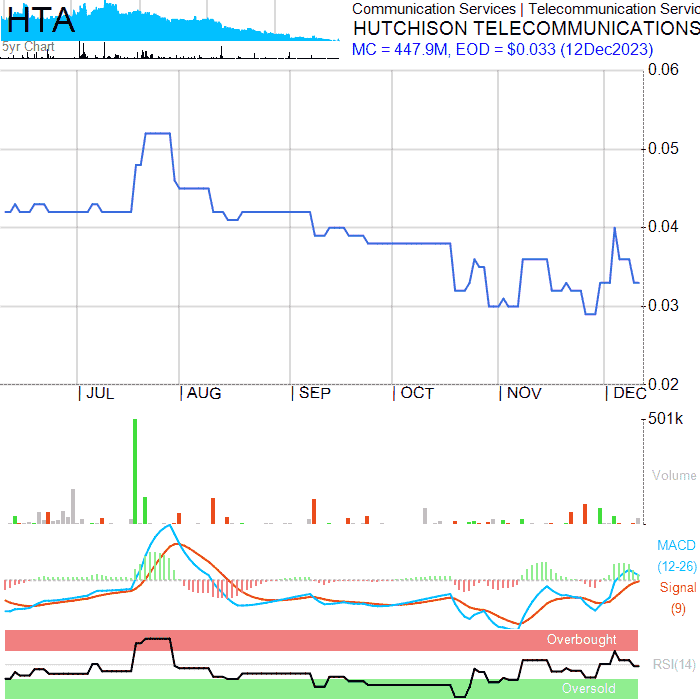 HTA
5yr Chart
Communication Services | Telecommunication Servic
HUTCHISON TELECOMMUNICATIONS
MC = 447.9M, EOD = $0.033 (12Dec2023)
0.06
0.05
0.04
0.03
0.02
| JUL | AUG | SEP | OCT | NOV | DEC
501k
Volume
MACD
(12-26)
Signal
(9)
Overbought
RSI(14)
Oversold